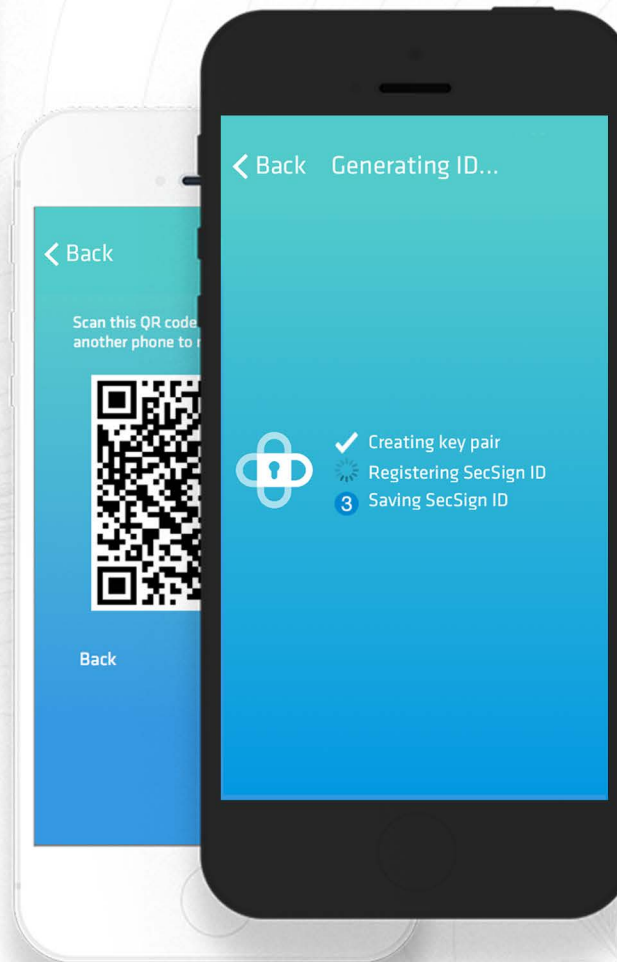 Back
Scan this QR code
another phone to
Back
Back Generating ID...
Creating key pair
Registering SecSign ID
3 Saving SecSign ID